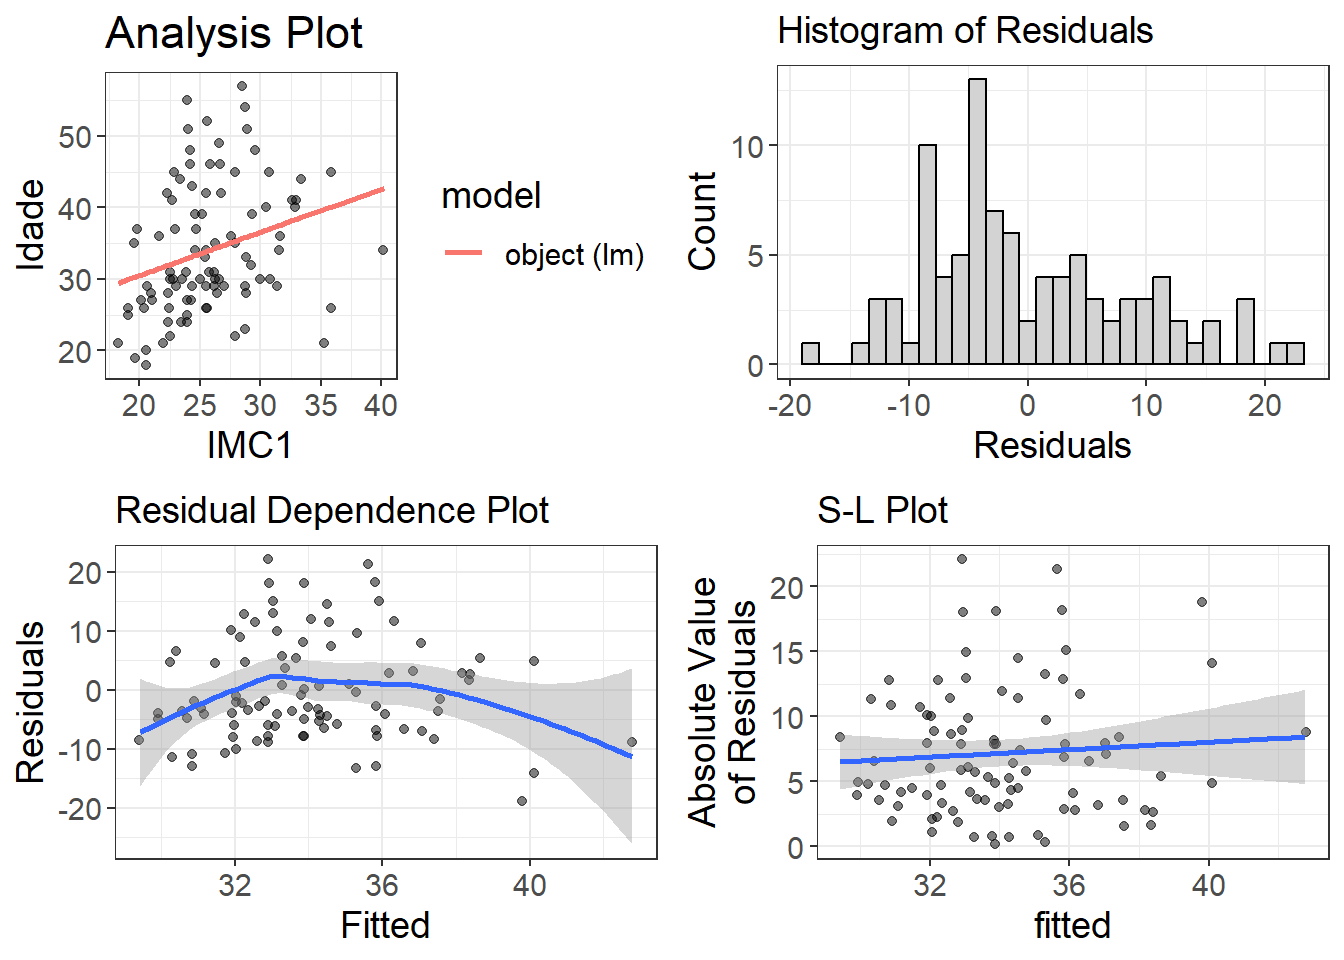 Analysis Plot
50
40
30
20
Idade
20 25 30 35 40
IMC1
model
object (lm)
Histogram of Residuals
10
5
0
Count
-20 -10 0 10 20
Residuals
Residual Dependence Plot
20
10
0
-10
-20
Residuals
32 36 40
Fitted
S-L Plot
20
15
10
5
0
Absolute Value
of Residuals
32 36 40
fitted